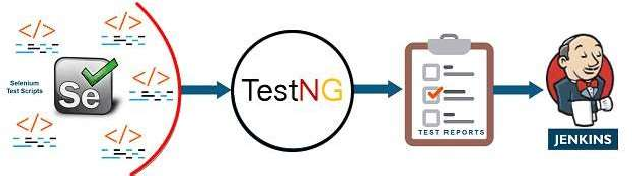 </>
</>
Selenium
Test Scripts
Se
</>
</>
</>
TestNG
TEST REPORTS
JENKINS